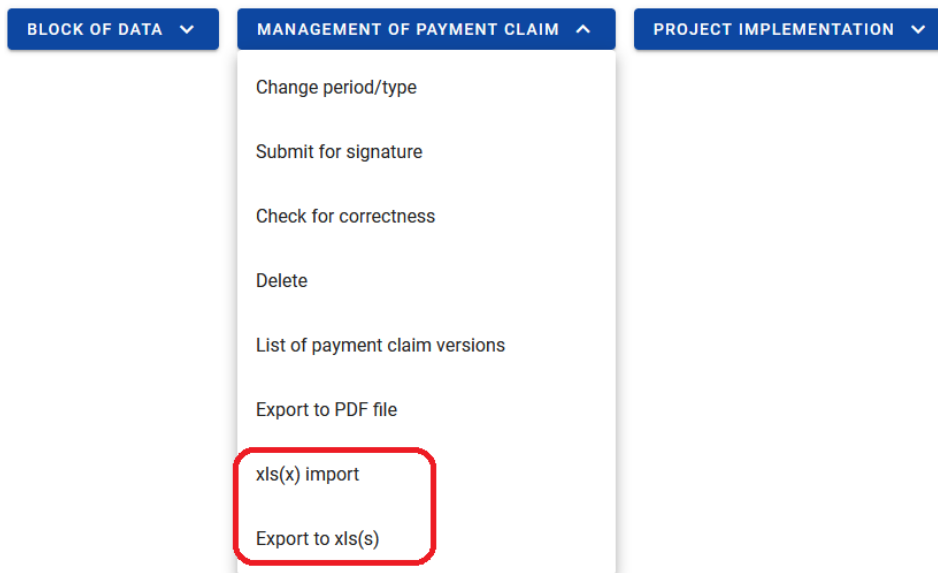 BLOCK OF DATA
MANAGEMENT OF PAYMENT CLAIM
PROJECT IMPLEMENTATION
Change period/type
Submit for signature
Check for correctness
Delete
List of payment claim versions
Export to PDF file
xls(x) import
Export to xls(s)